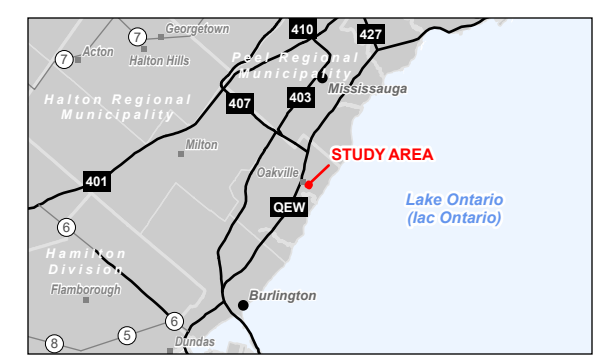 410
427
7
Georgetown
7
Acton
Halton Hills
Peel Regional
Municipality
Mississauga
Halton Regional
Municipality
407
403
Milton
STUDY AREA
Oakville
401
QEW
Lake Ontario
(lac Ontario)
6
Hamilton
Division
Flamborough
Burlington
6
5
8
Dundas